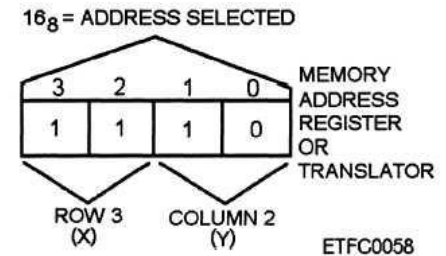 16₈ = ADDRESS SELECTED
3 2 1 0
1 1 1 0
MEMORY
ADDRESS
REGISTER
OR
TRANSLATOR
ROW 3
(X)
COLUMN 2
(Y)
ETFC0058